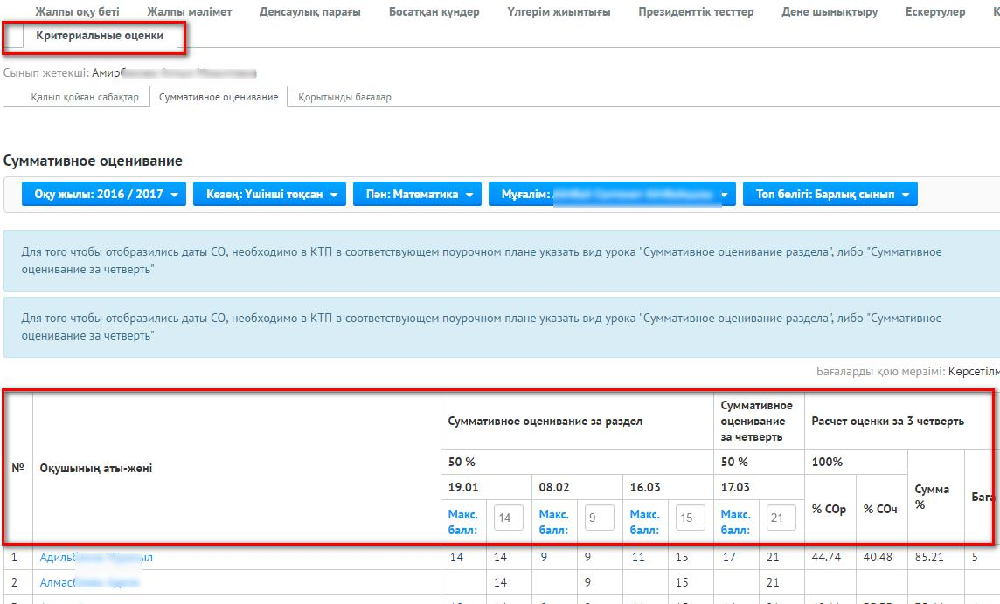 Жалпы оқу беті Жалпы мәлімет Денсаулық парағы Босатқан күндер Үлгерім жиынтығы Президенттік тесттер Дене шынықтыру Ескертулер
Критериальные оценки
Сынып жетекші:
Қалып қойған сабақтар Суммативное оценивание Қорытынды бағалар
Суммативное оценивание
Оқу жылы: 2016 / 2017 Кезең: Үшінші тоқсан Пән: Математика Мұғалім: Топ бөлігі: Барлық сынып
Для того чтобы отобразились даты СО, необходимо в КТП в соответствующем поурочном плане указать вид урока "Суммативное оценивание раздела", либо "Суммативное
оценивание за четверть"
Для того чтобы отобразились даты СО, необходимо в КТП в соответствующем поурочном плане указать вид урока "Суммативное оценивание раздела", либо "Суммативное
оценивание за четверть"
Бағаларды қою мерзімі: Көрсетілм
№ Оқушының аты-жөні Суммативное оценивание за раздел
Суммативное
оценивание
за четверть
Расчет оценки за 3 четверть
50 % 50 % 100%
19.01 08.02 16.03 17.03
Макс.
балл: 14
Макс.
балл: 9
Макс.
балл: 15
Макс.
балл: 21
% СОр % СОч
Сумма
%
Баға
1 14 14 9 9 11 15 17 21 44.74 40.48 85.21 5
2 14 9 15 21